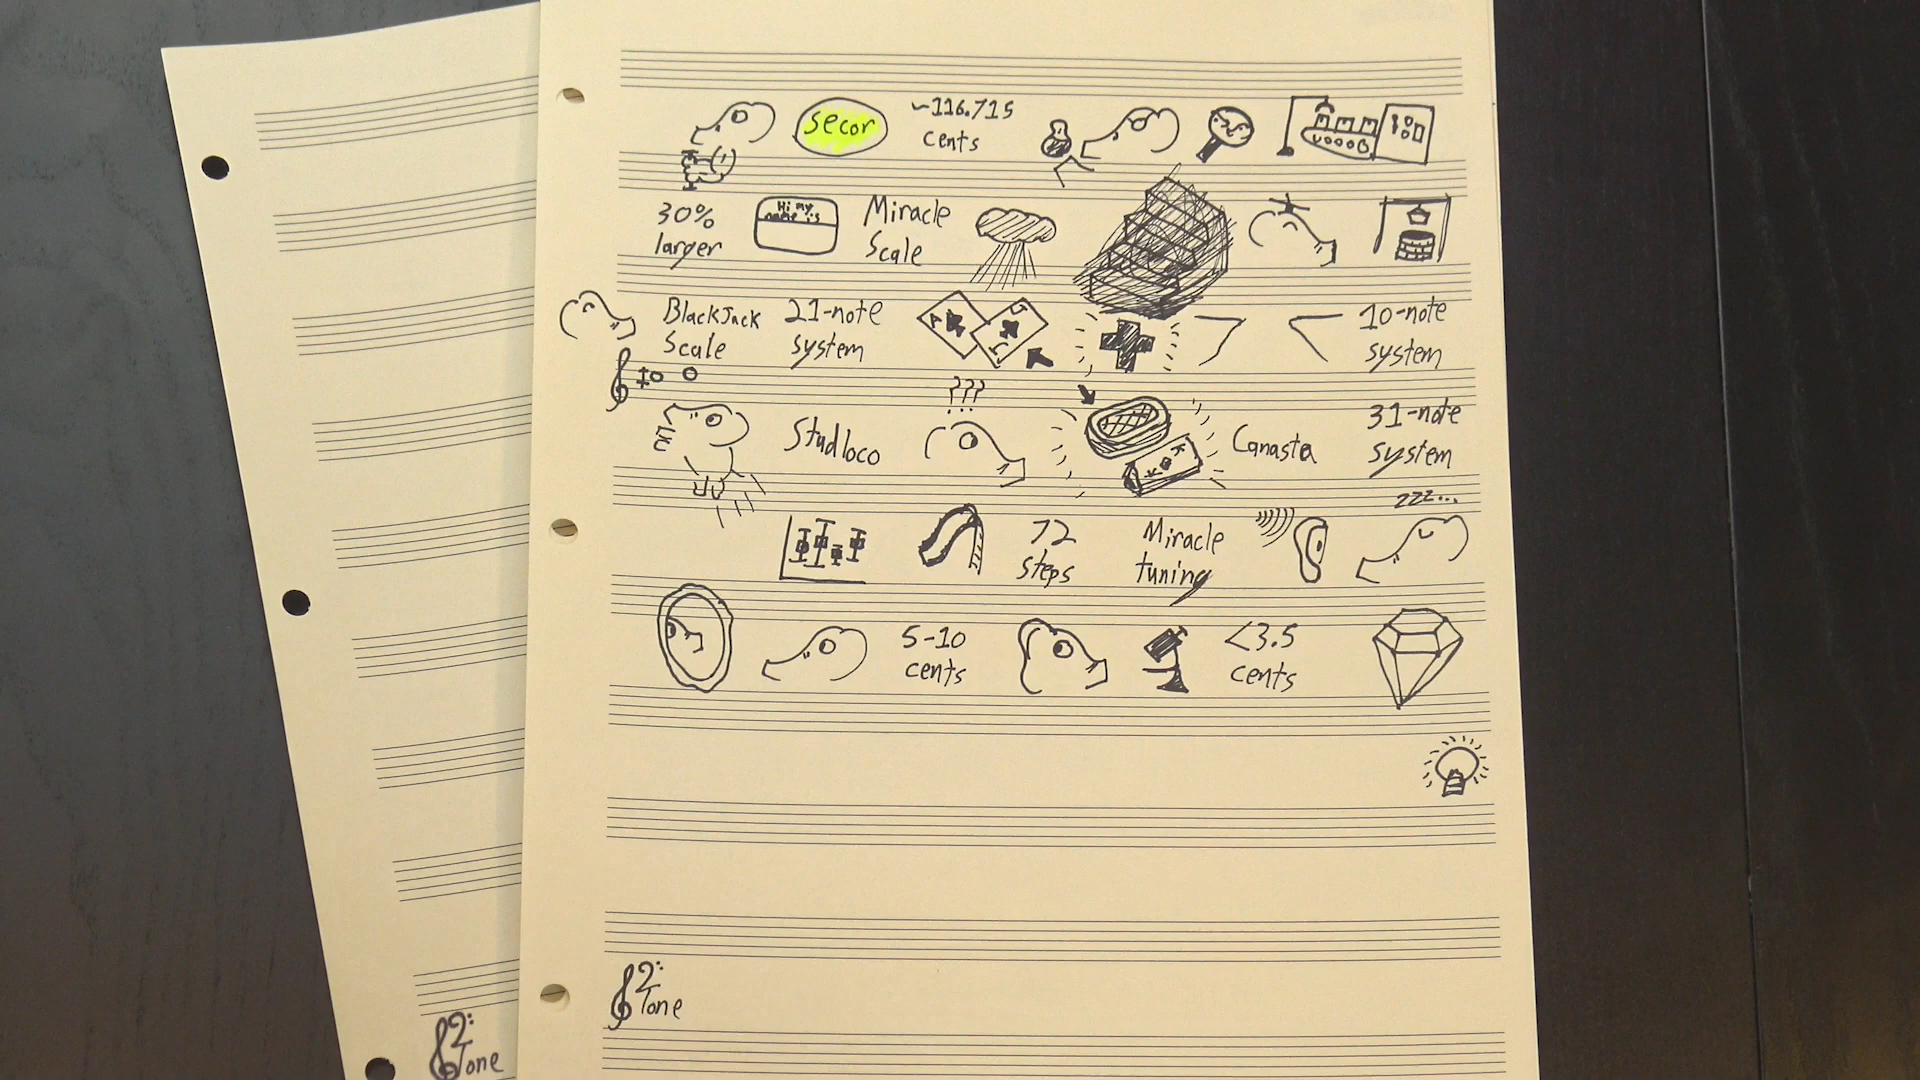 secor
~116.715
cents
30%
larger
Hi my
name is
Miracle
Scale
BlackJack
Scale
21-note
system
A
J
J
10-note
system
???
Studloco
K
K
Canasta
31-note
system
zzz...
72
steps
Miracle
tuning
5-10
cents
<3.5
cents
Tone
Tone